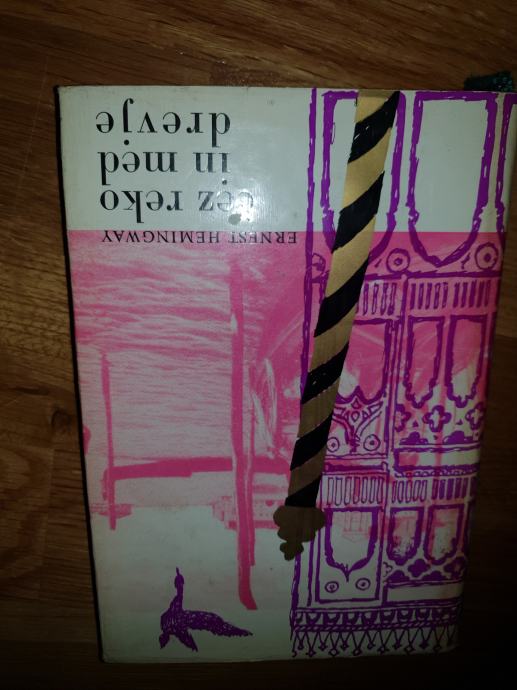 ERNEST HEMINGWAY
čez reko
in med
drevje